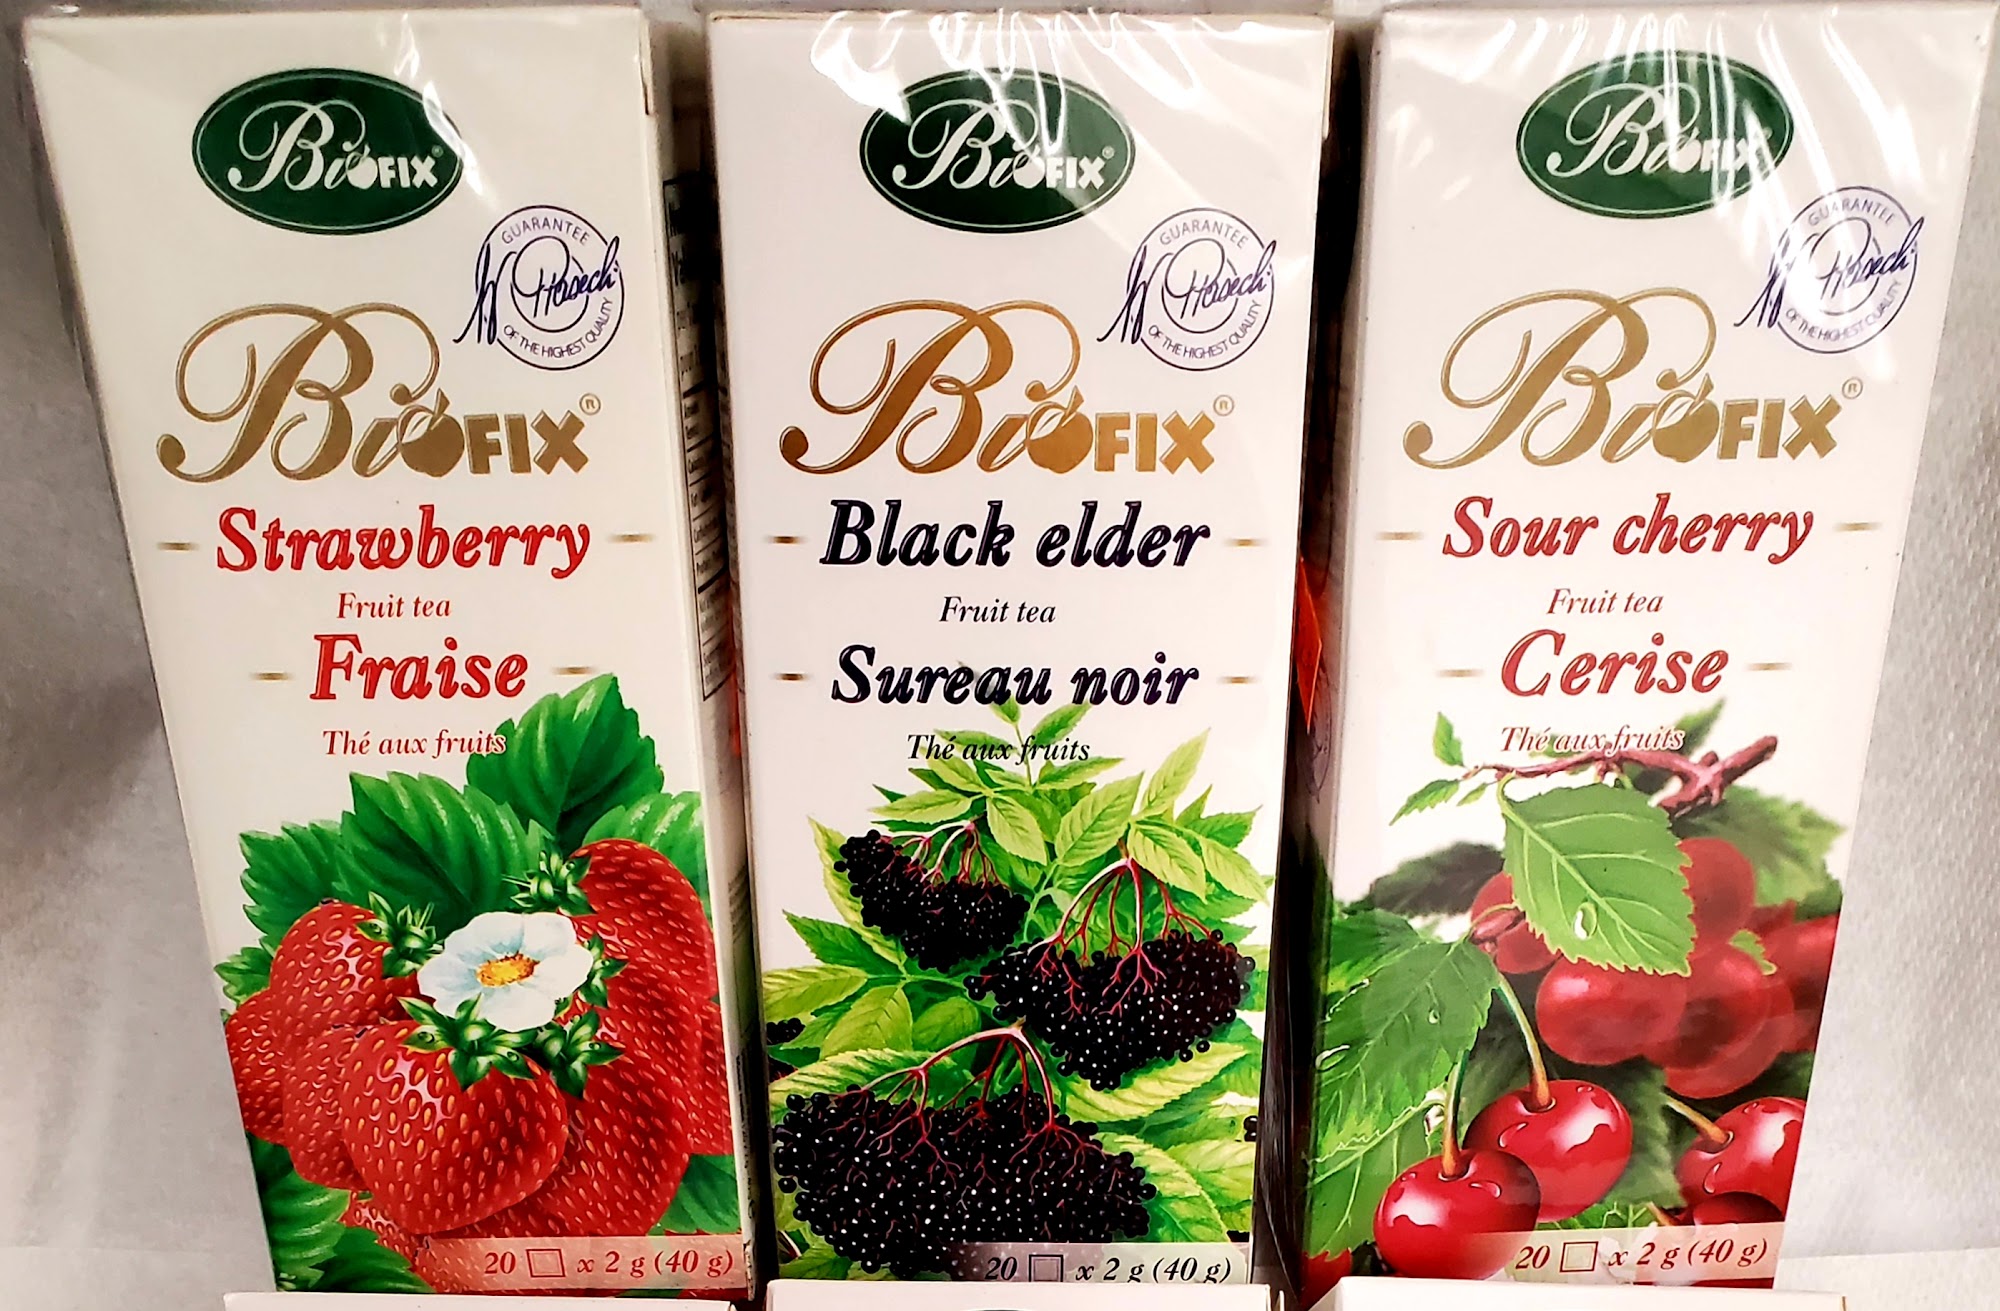 Biofix®
GUARANTEE
OF THE HIGHEST QUALITY
Biofix®
Strawberry
Fruit tea
Fraise
Thé aux fruits
20 x 2 g (40 g)
Biofix®
GUARANTEE
OF THE HIGHEST QUALITY
Biofix®
Black elder
Fruit tea
Sureau noir
Thé aux fruits
20 x 2 g (40 g)
Biofix
GUARANTEE
OF THE HIGHEST QUALITY
Biofix®
Sour cherry
Fruit tea
Cerise
Thé aux fruits
20 x 2 g (40 g)